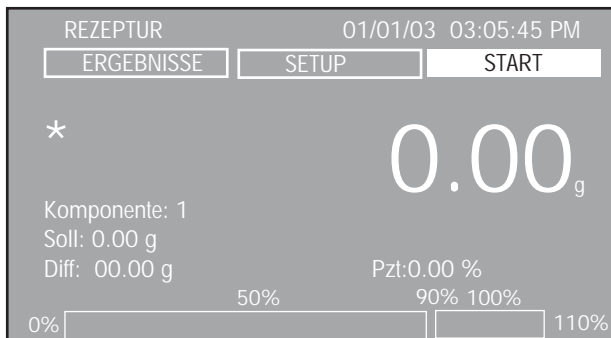 REZEPTUR 01/01/03 03:05:45 PM
ERGEBNISSE SETUP START
*
0.00g
Komponente: 1
Soll: 0.00 g
Diff: 00.00 g Pzt:0.00 %
50% 90% 100%
0% 110%